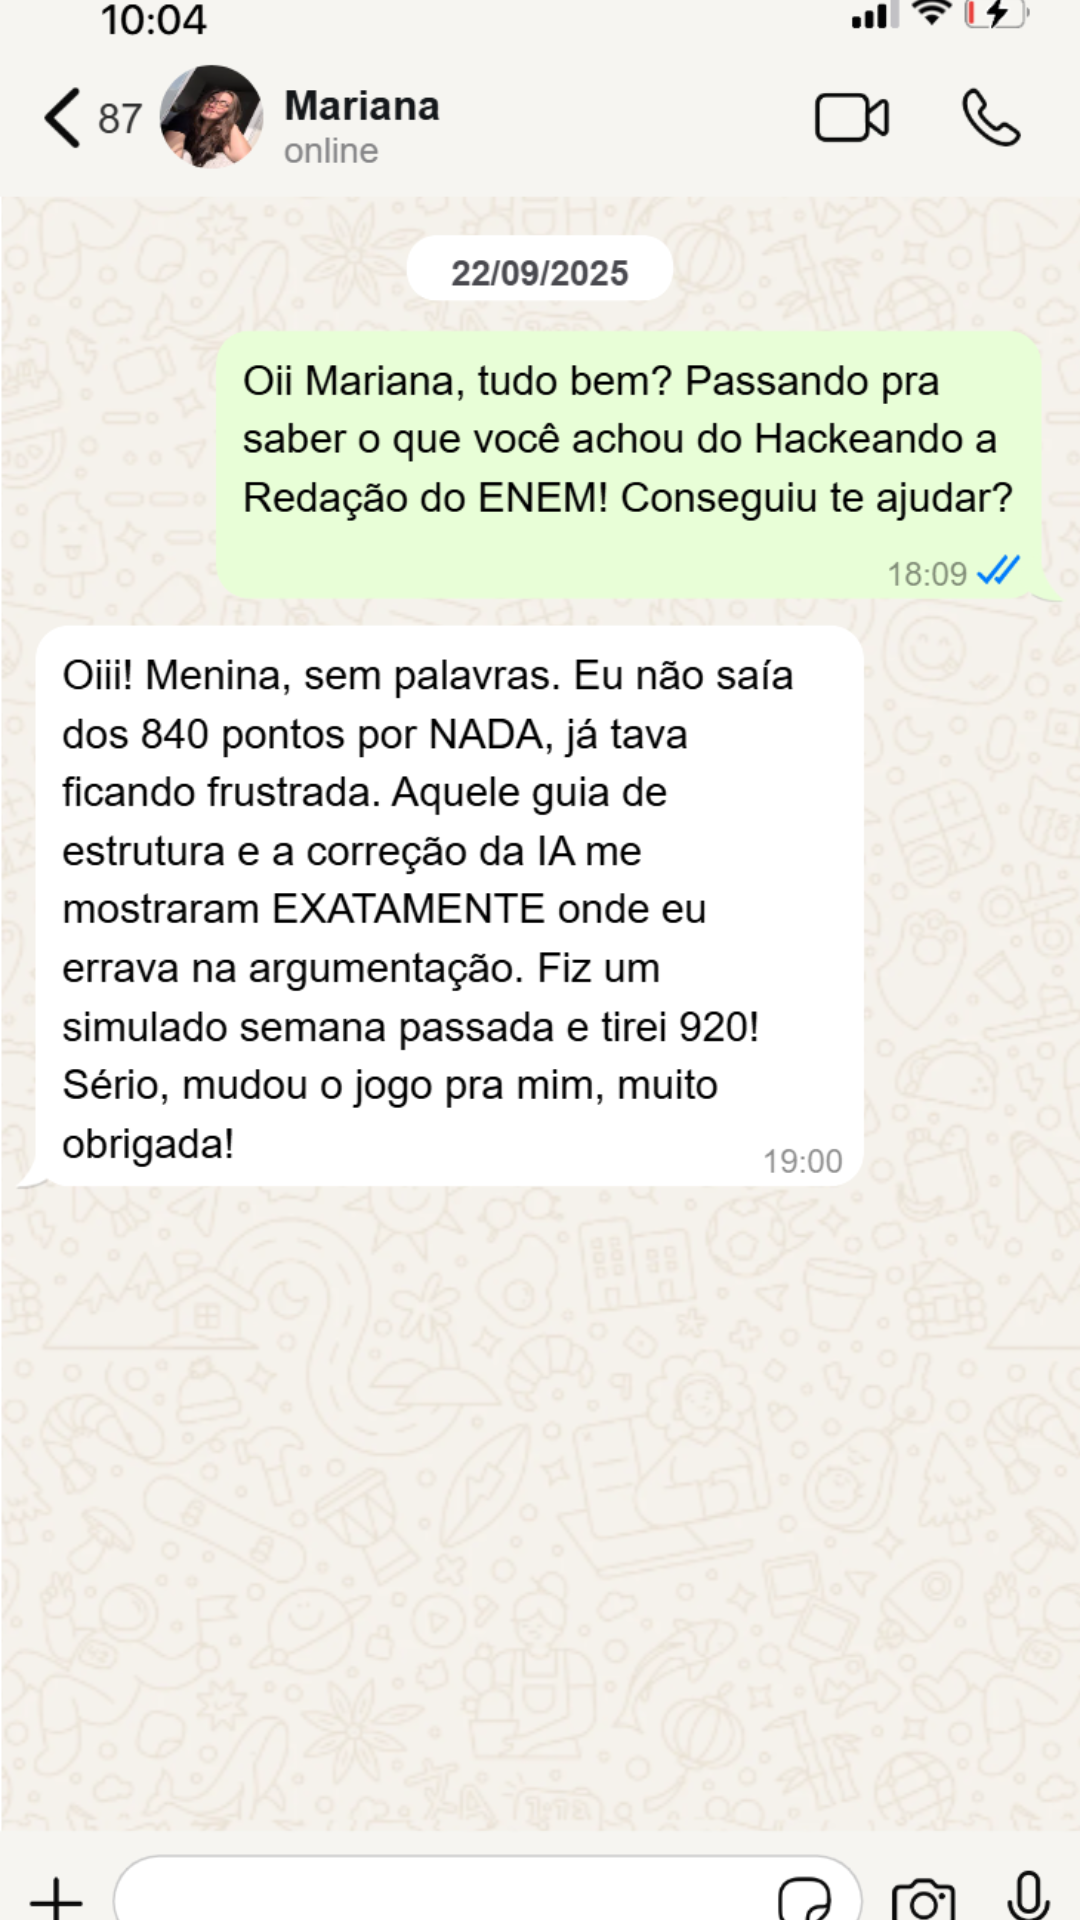 10:04
87
Mariana
online
22/09/2025
Oii Mariana, tudo bem? Passando pra
saber o que você achou do Hackeando a
Redação do ENEM! Conseguiu te ajudar?
18:09
Oiii! Menina, sem palavras. Eu não saía
dos 840 pontos por NADA, já tava
ficando frustrada. Aquele guia de
estrutura e a correção da IA me
mostraram EXATAMENTE onde eu
errava na argumentação. Fiz um
simulado semana passada e tirei 920!
Sério, mudou o jogo pra mim, muito
obrigada!
19:00